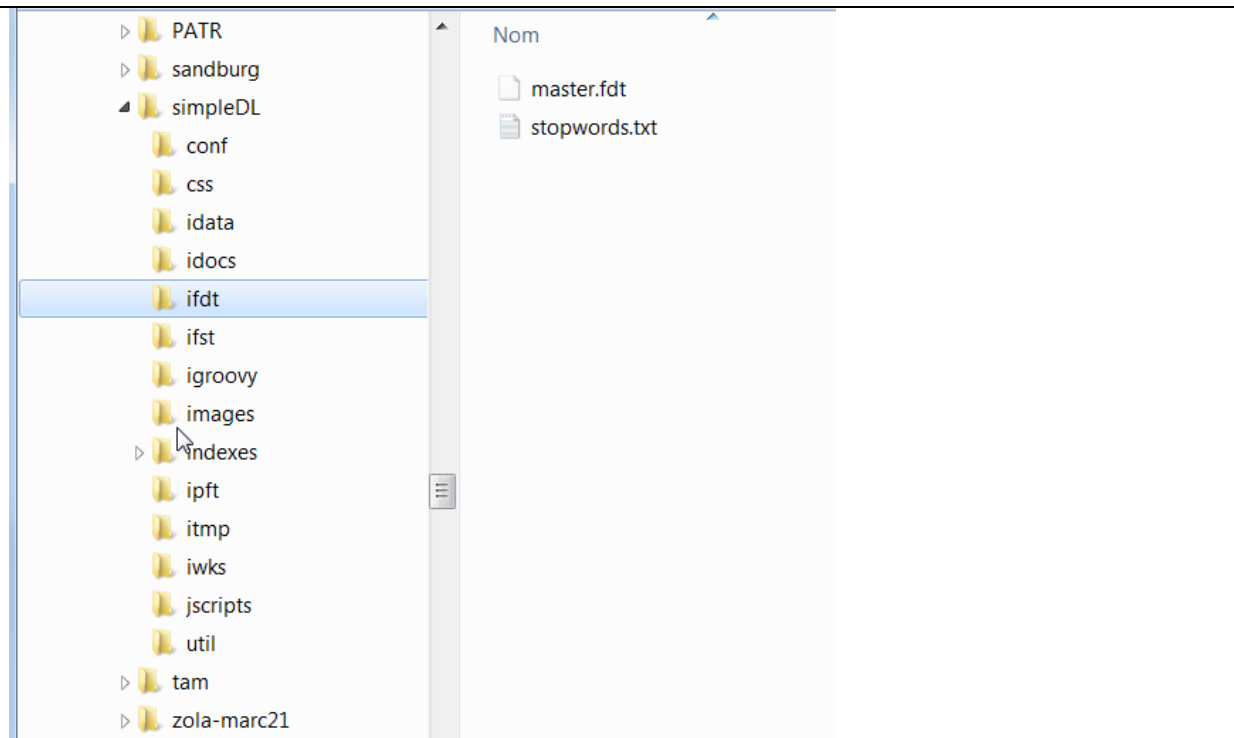 PATR
sandburg
simpleDL
conf
css
idata
idocs
ifdt
ifst
igroovy
images
indexes
ipft
itmp
iwks
jscripts
util
tam
zola-marc21
Nom
master.fdt
stopwords.txt